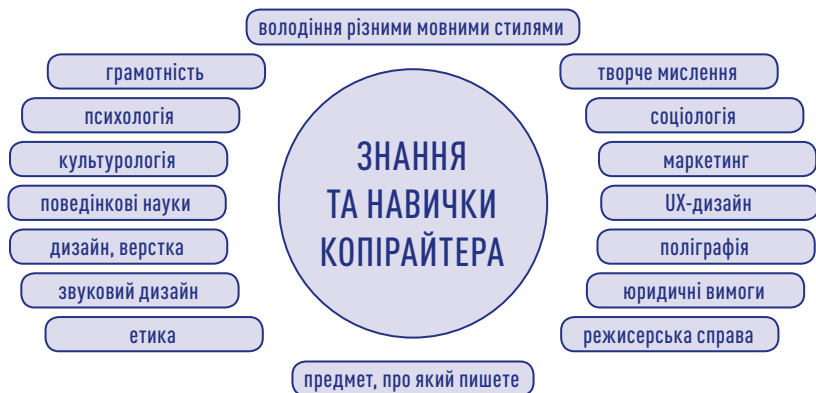 володіння різними мовними стилями
грамотність
творче мислення
психологія
соціологія
культурологія
маркетинг
поведінкові науки
UX-дизайн
дизайн, верстка
поліграфія
звуковий дизайн
юридичні вимоги
етика
режисерська справа
ЗНАННЯ
ТА НАВИЧКИ
КОПІРАЙТЕРА
предмет, про який пишете